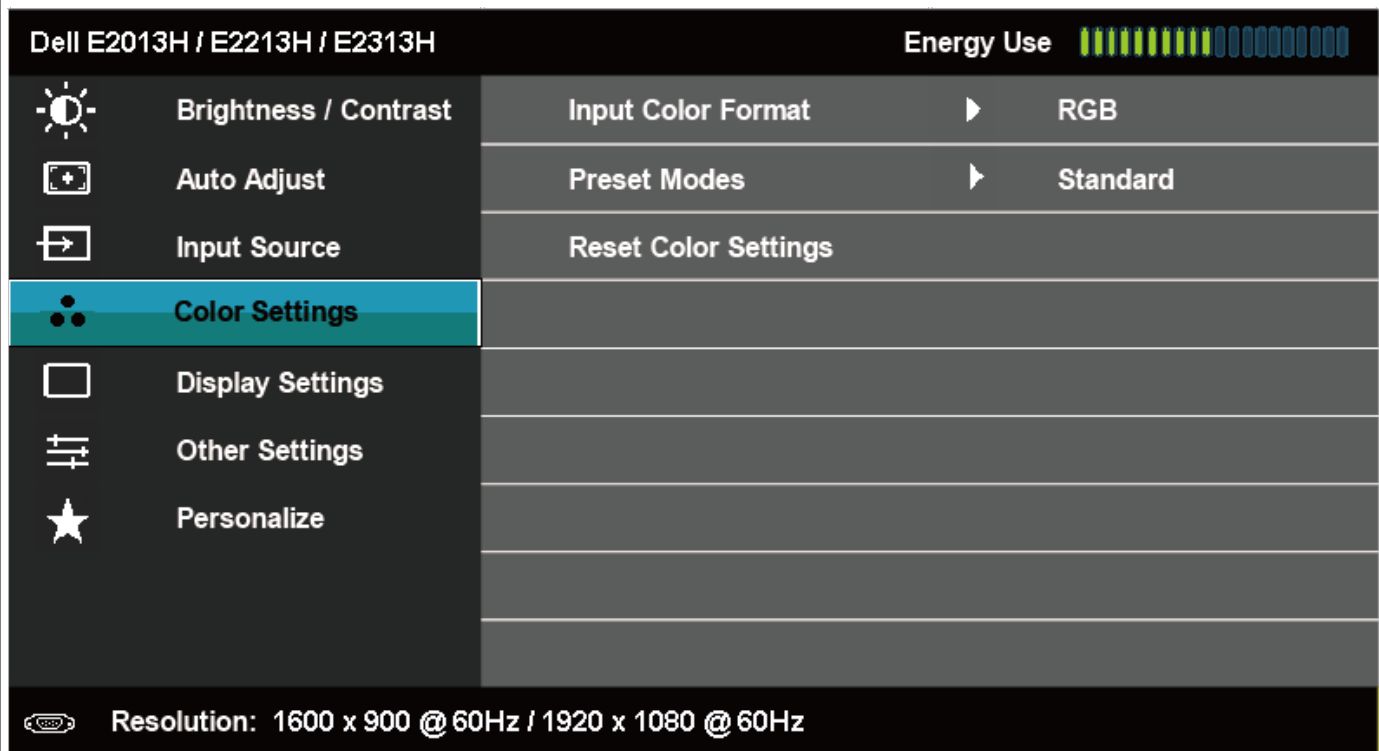 Dell E2013H / E2213H / E2313H Energy Use
Brightness / Contrast Input Color Format RGB
Auto Adjust Preset Modes Standard
Input Source Reset Color Settings
Color Settings
Display Settings
Other Settings
Personalize
Resolution: 1600 x 900 @ 60Hz / 1920 x 1080 @ 60Hz